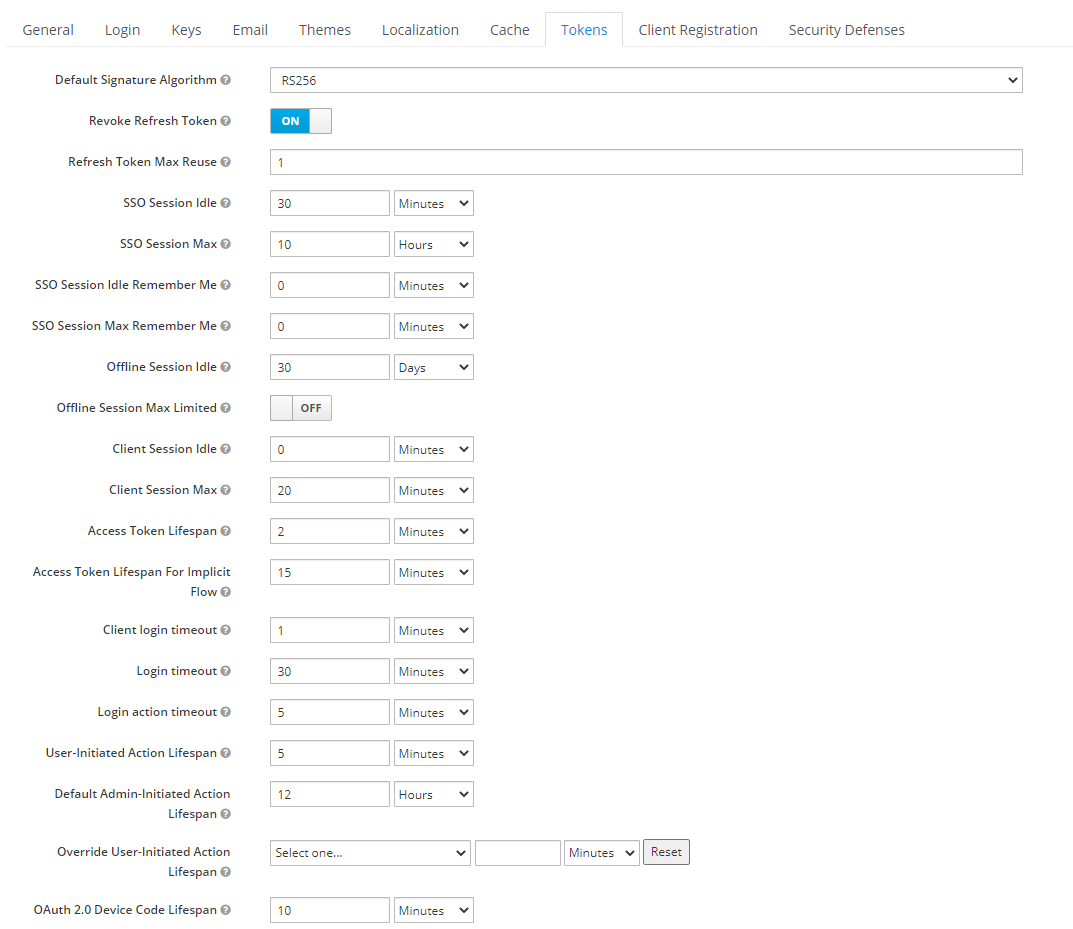 General Login Keys Email Themes Localization Cache Tokens Client Registration Security Defenses
Default Signature Algorithm RS256
Revoke Refresh Token ON
Refresh Token Max Reuse 1
SSO Session Idle 30 Minutes
SSO Session Max 10 Hours
SSO Session Idle Remember Me 0 Minutes
SSO Session Max Remember Me 0 Minutes
Offline Session Idle 30 Days
Offline Session Max Limited OFF
Client Session Idle 0 Minutes
Client Session Max 20 Minutes
Access Token Lifespan 2 Minutes
Access Token Lifespan For Implicit 15 Minutes
Flow
Client login timeout 1 Minutes
Login timeout 30 Minutes
Login action timeout 5 Minutes
User-Initiated Action Lifespan 5 Minutes
Default Admin-Initiated Action 12 Hours
Lifespan
Override User-Initiated Action Select one... Minutes Reset
Lifespan
OAuth 2.0 Device Code Lifespan 10 Minutes